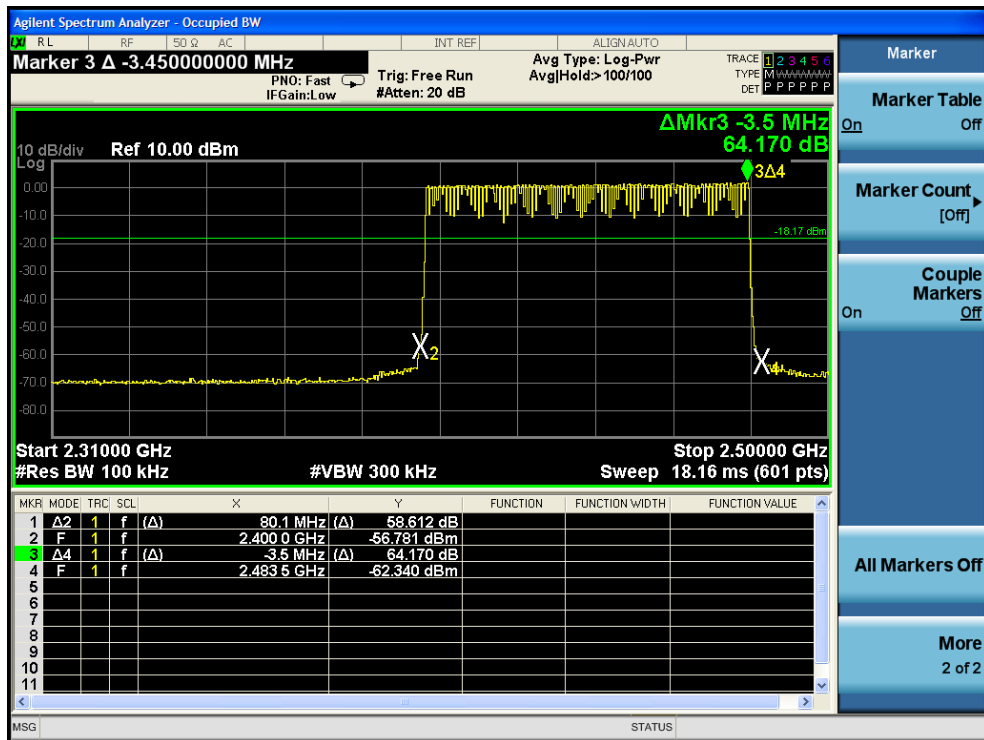 Agilent Spectrum Analyzer - Occupied BW
LXI RL RF 50 Ω AC INT REF ALIGN AUTO
Marker 3 Δ -3.450000000 MHz
PNO: Fast
IFGain:Low
Trig: Free Run
#Atten: 20 dB
Avg Type: Log-Pwr
Avg|Hold:>100/100
TRACE 1 2 3 4 5 6
TYPE M
DET P P P P P P
ΔMkr3 -3.5 MHz
64.170 dB
10 dB/div Ref 10.00 dBm
Log
3Δ4
0.00
-10.0
-18.17 dBm
-20.0
-30.0
-40.0
-50.0
2
-60.0
4
-70.0
-80.0
Start 2.31000 GHz Stop 2.50000 GHz
#Res BW 100 kHz #VBW 300 kHz Sweep 18.16 ms (601 pts)
MKR MODE TRC SCL X Y FUNCTION FUNCTION WIDTH FUNCTION VALUE
1 Δ2 1 f (Δ) 80.1 MHz (Δ) 58.612 dB
2 F 1 f 2.400 0 GHz -56.781 dBm
3 Δ4 1 f (Δ) -3.5 MHz (Δ) 64.170 dB
4 F 1 f 2.483 5 GHz -62.340 dBm
5
6
7
8
9
10
11
MSG STATUS
Marker
Marker Table
On Off
Marker Count
[Off]
Couple
Markers
On Off
All Markers Off
More
2 of 2